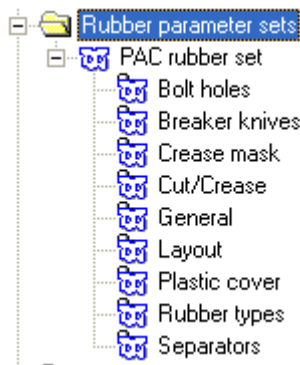 Rubber parameter sets
PAC rubber set
Bolt holes
Breaker knives
Crease mask
Cut/Crease
General
Layout
Plastic cover
Rubber types
Separators